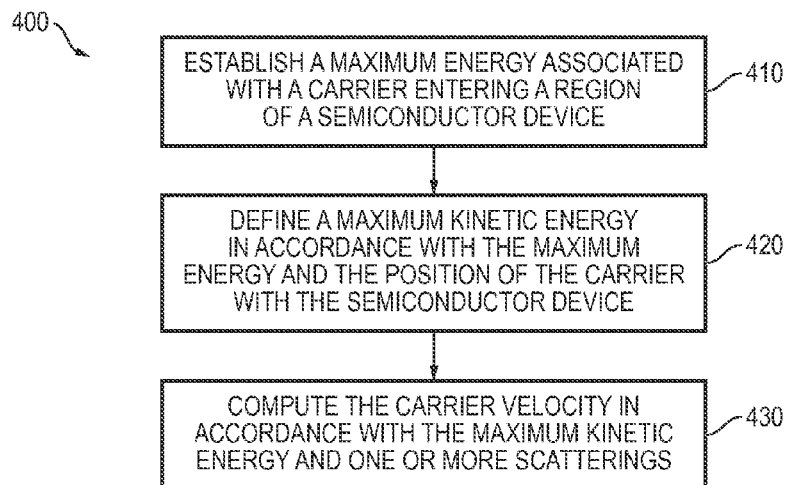 400
ESTABLISH A MAXIMUM ENERGY ASSOCIATED
WITH A CARRIER ENTERING A REGION
OF A SEMICONDUCTOR DEVICE
410
DEFINE A MAXIMUM KINETIC ENERGY
IN ACCORDANCE WITH THE MAXIMUM
ENERGY AND THE POSITION OF THE CARRIER
WITH THE SEMICONDUCTOR DEVICE
420
COMPUTE THE CARRIER VELOCITY IN
ACCORDANCE WITH THE MAXIMUM KINETIC
ENERGY AND ONE OR MORE SCATTERINGS
430